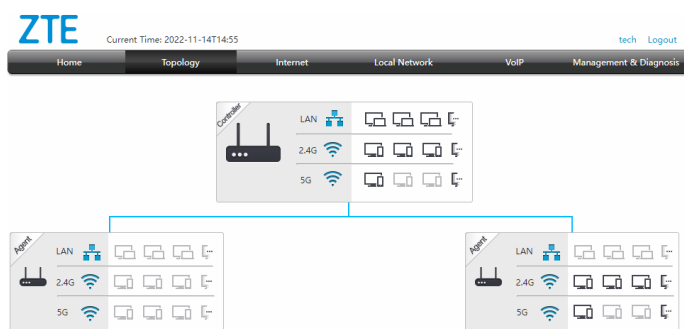 ZTE
Current Time: 2022-11-14T14:55
tech Logout
Home Topology Internet Local Network VoIP Management & Diagnosis
Controller
LAN
2.4G
5G
Agent
LAN
2.4G
5G
Agent
LAN
2.4G
5G